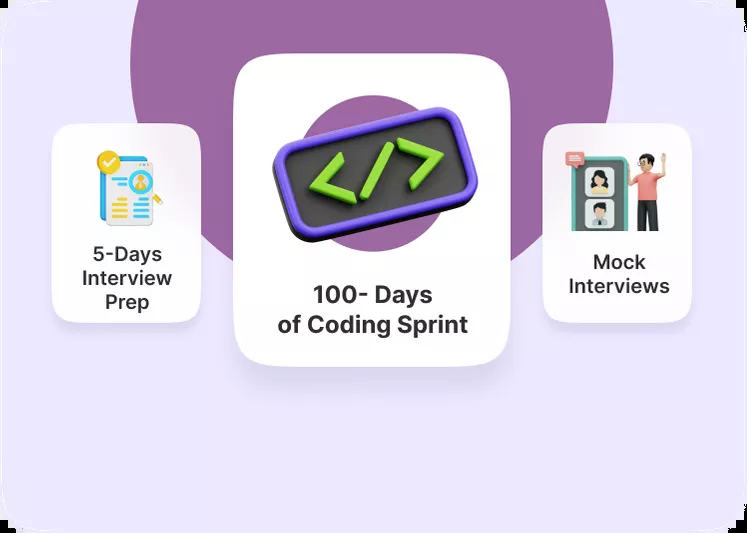 5-Days
Interview
Prep
100- Days
of Coding Sprint
Mock
Interviews